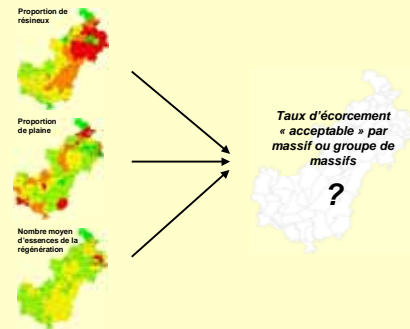 Proportion de
résineux
Proportion
de plaine
Nombre moyen
d'essences de la
régénération
Taux d'écorcement
« acceptable » par
massif ou groupe de
massifs
?